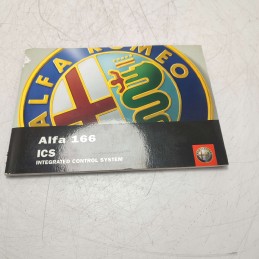 ALFA ROMEO
Alfa 166
ICS
INTEGRATED CONTROL SYSTEM